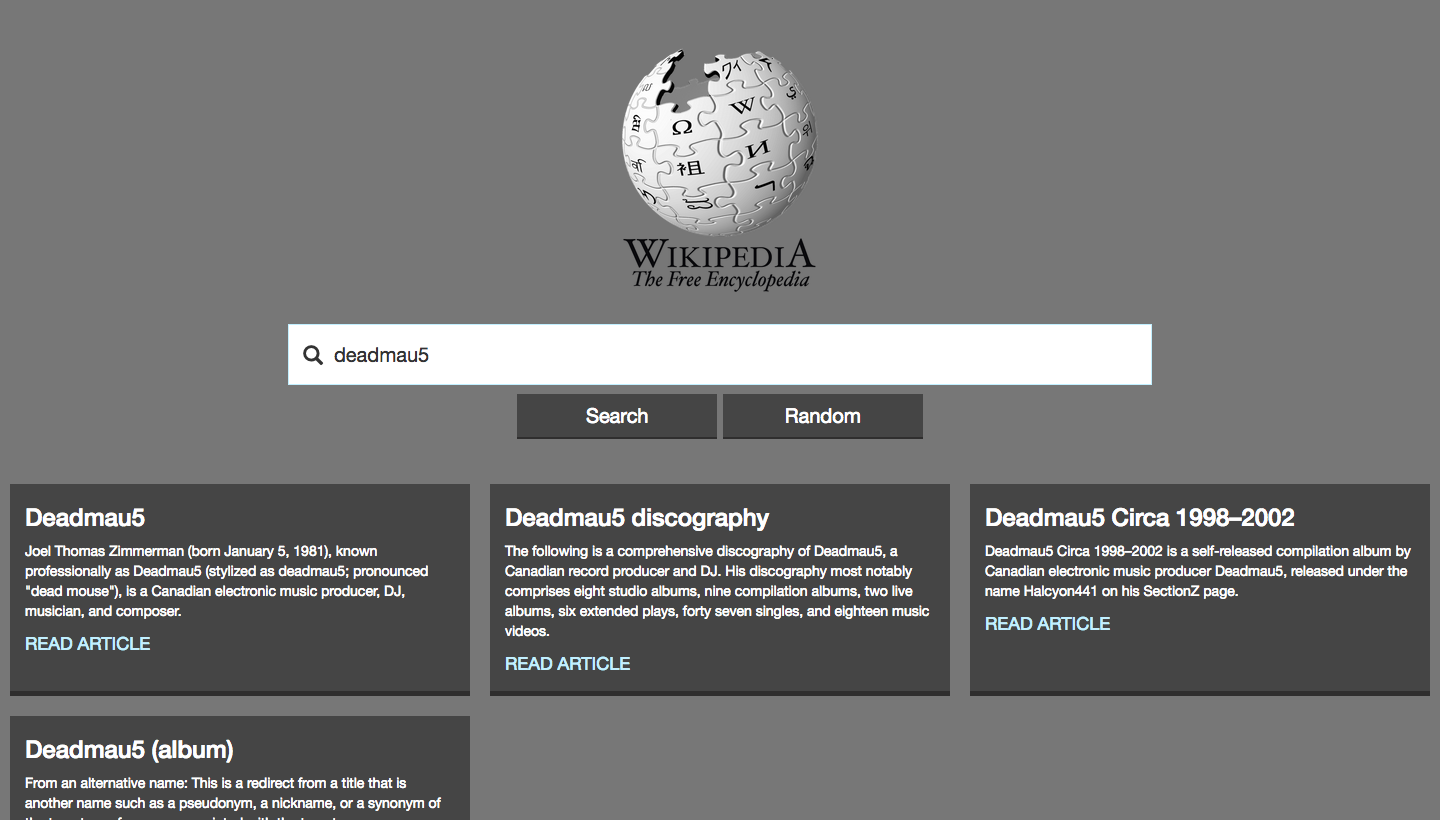 Ω
W
И
祖
ワィ
WIKIPEDIA
The Free Encyclopedia
deadmau5
Search
Random
Deadmau5
Joel Thomas Zimmerman (born January 5, 1981), known
professionally as Deadmau5 (stylized as deadmau5; pronounced
"dead mouse"), is a Canadian electronic music producer, DJ,
musician, and composer.
READ ARTICLE
Deadmau5 discography
The following is a comprehensive discography of Deadmau5, a
Canadian record producer and DJ. His discography most notably
comprises eight studio albums, nine compilation albums, two live
albums, six extended plays, forty seven singles, and eighteen music
videos.
READ ARTICLE
Deadmau5 Circa 1998–2002
Deadmau5 Circa 1998–2002 is a self-released compilation album by
Canadian electronic music producer Deadmau5, released under the
name Halcyon441 on his SectionZ page.
READ ARTICLE
Deadmau5 (album)
From an alternative name: This is a redirect from a title that is
another name such as a pseudonym, a nickname, or a synonym of